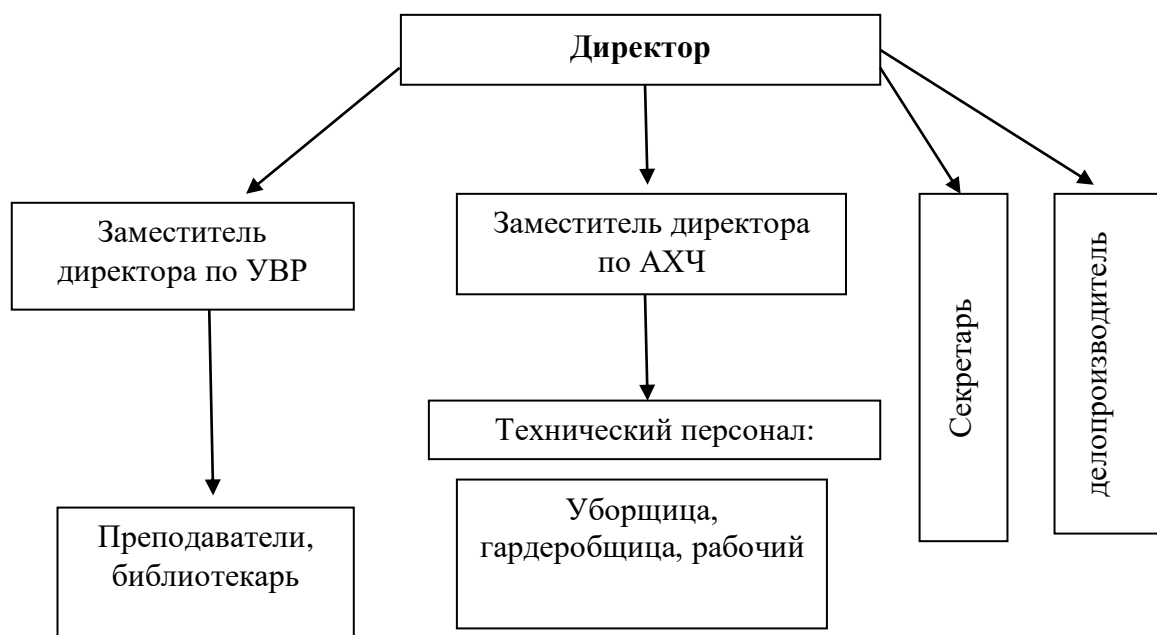 Директор
Заместитель
директора по УВР
Заместитель директора
по АХЧ
Секретарь
делопроизводитель
Технический персонал:
Уборщица,
гардеробщица, рабочий
Преподаватели,
библиотекарь